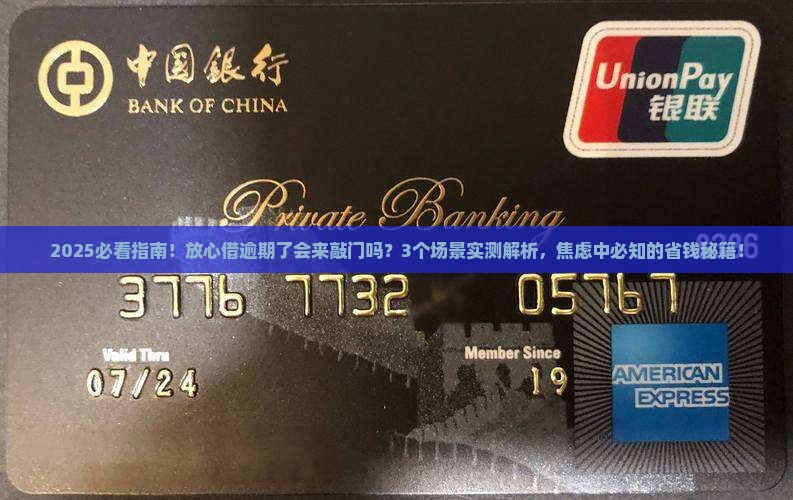 中国銀行
BANK OF CHINA
UnionPay
银联
Private Banking
2025必看指南！放心借逾期了会来敲门吗？3个场景实测解析，焦虑中必知的省钱秘籍！
3776 7732 05767
Valid Thru
07/24
Member Since
19
AMERICAN
EXPRESS